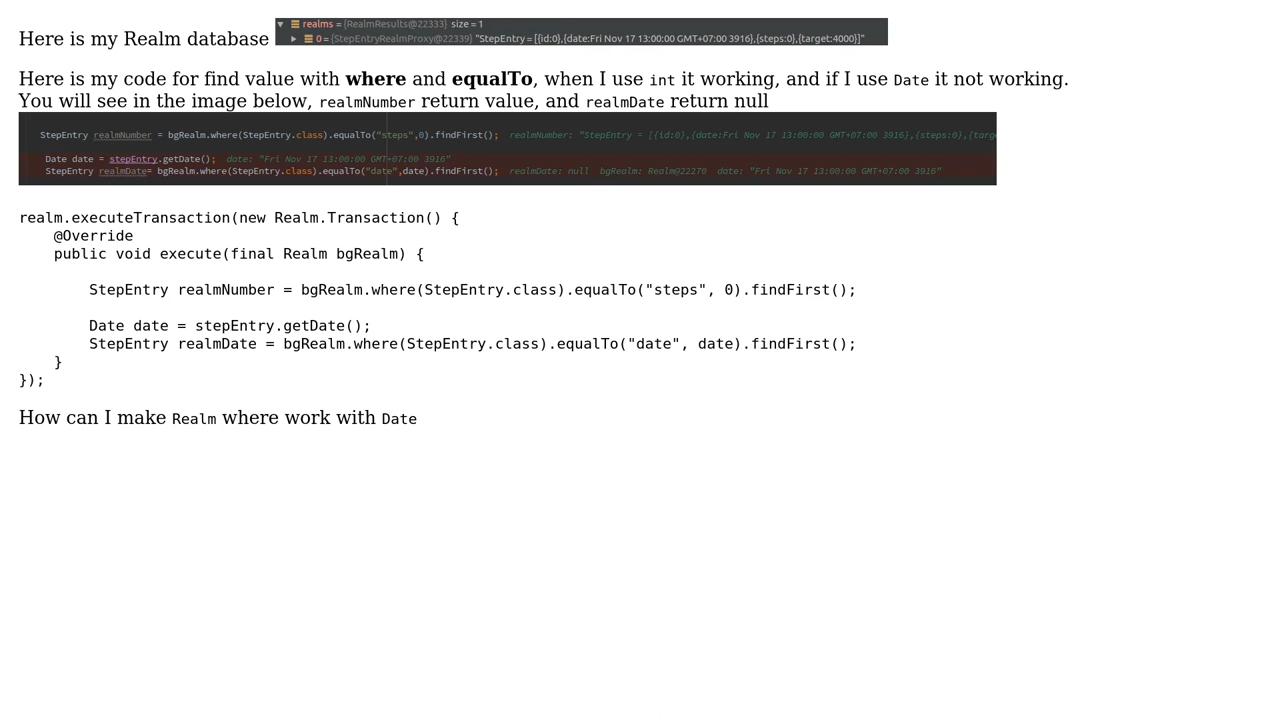 Here is my Realm database
realms = {RealmResults@22333} size = 1
0 = {StepEntryRealmProxy@22339} "StepEntry = [{id:0},{date:Fri Nov 17 13:00:00 GMT+07:00 3916},{steps:0},{target:4000}]"
Here is my code for find value with where and equalTo, when I use int it working, and if I use Date it not working.
You will see in the image below, realmNumber return value, and realmDate return null
StepEntry realmNumber = bgRealm.where(StepEntry.class).equalTo("steps",0).findFirst(); realmNumber: "StepEntry = [{id:0},{date:Fri Nov 17 13:00:00 GMT+07:00 3916},{steps:0},{targe
Date date = stepEntry.getDate(); date: "Fri Nov 17 13:00:00 GMT+07:00 3916"
StepEntry realmDate= bgRealm.where(StepEntry.class).equalTo("date",date).findFirst(); realmDate: null bgRealm: Realm@22270 date: "Fri Nov 17 13:00:00 GMT+07:00 3916"
realm.executeTransaction(new Realm.Transaction() {
@Override
public void execute(final Realm bgRealm) {
StepEntry realmNumber = bgRealm.where(StepEntry.class).equalTo("steps", 0).findFirst();
Date date = stepEntry.getDate();
StepEntry realmDate = bgRealm.where(StepEntry.class).equalTo("date", date).findFirst();
}
});
How can I make Realm where work with Date